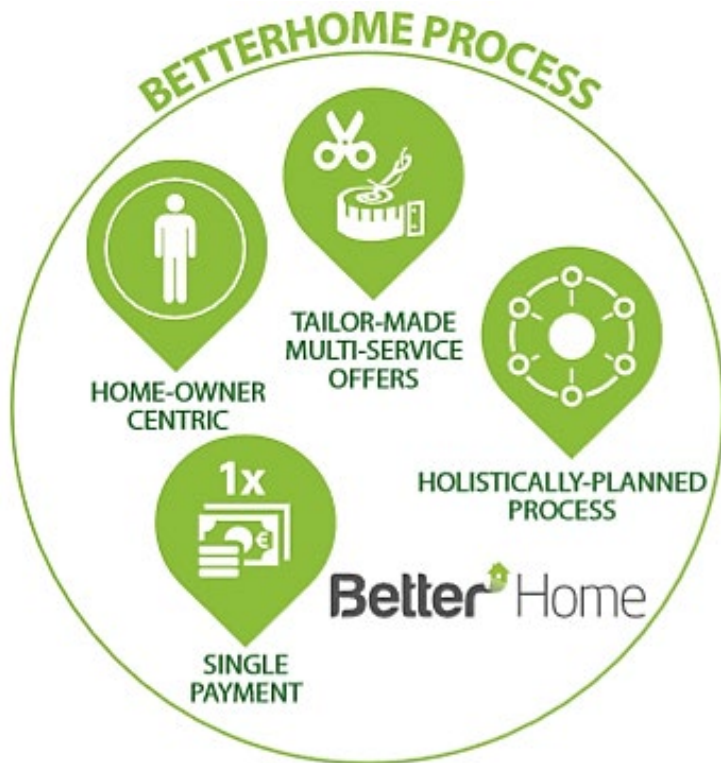 BETTERHOME PROCESS
HOME-OWNER
CENTRIC
TAILOR-MADE
MULTI-SERVICE
OFFERS
HOLISTICALLY-PLANNED
PROCESS
1x
€
SINGLE
PAYMENT
Better Home